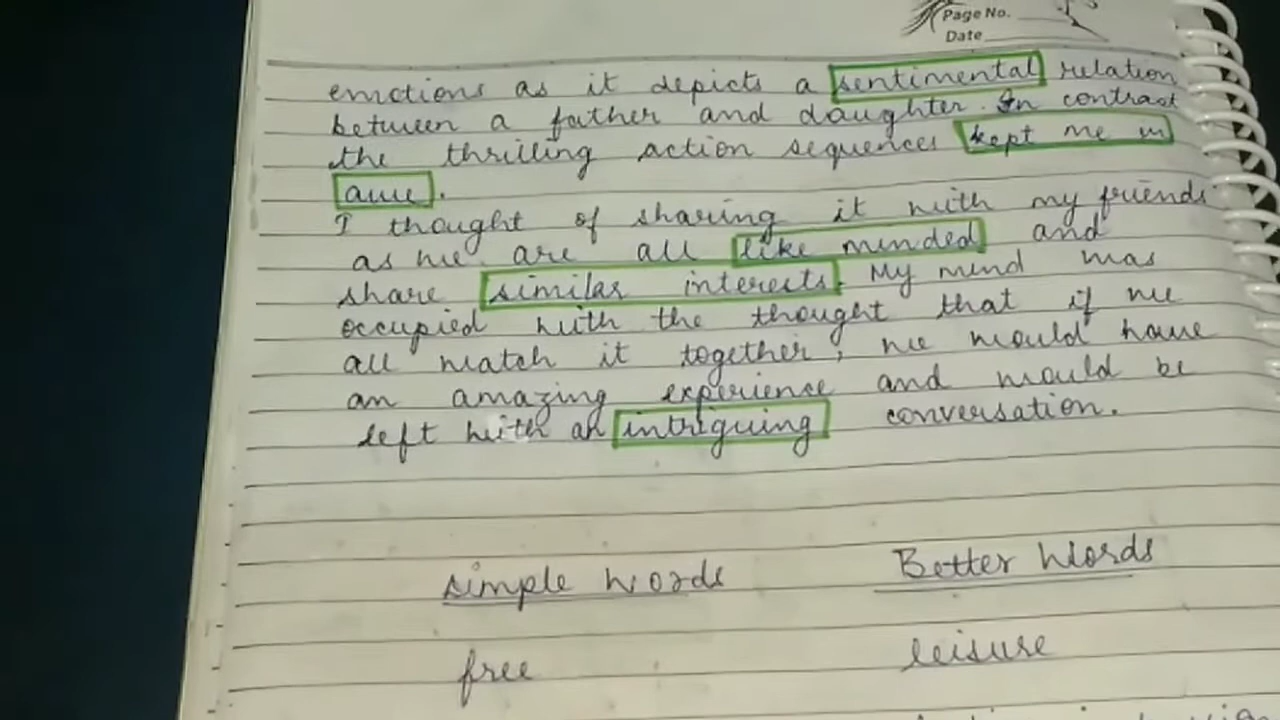 Page No.
Date
emotions as it depicts a sentimental relation
between a father and daughter. In contrast
the thrilling action sequences kept me in
awe.
I thought of sharing it with my friends
as we are all like minded and
share similar interests. My mind was
occupied with the thought that if we
all watch it together, we would have
an amazing experience and would be
left with an intriguing conversation.
Simple Words Better Words
free leisure